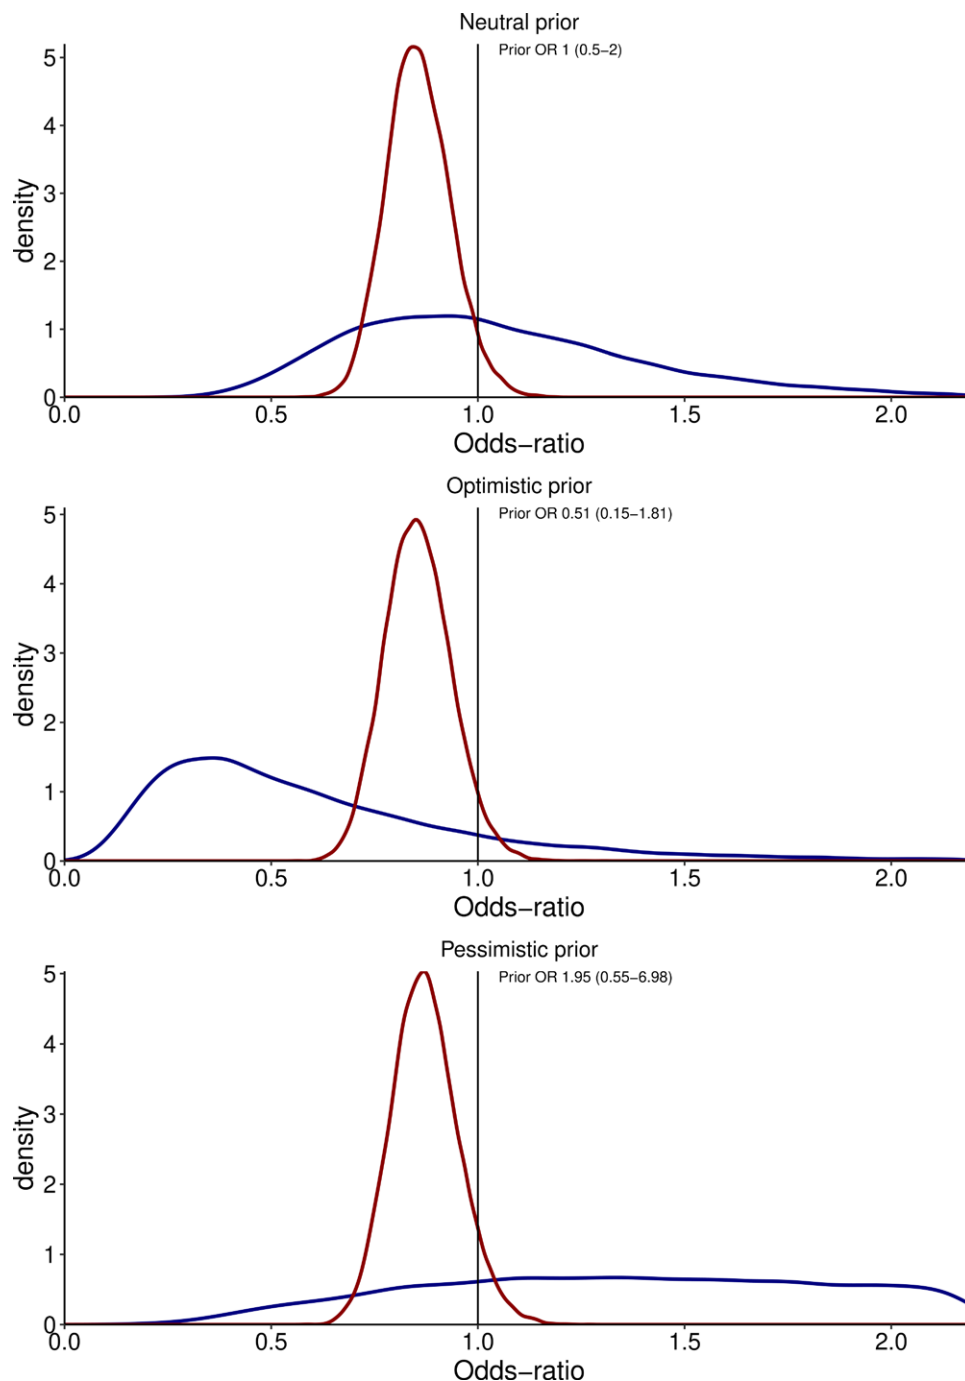 Neutral prior
Prior OR 1 (0.5−2)
5
4
3
2
1
0
density
0.0 0.5 1.0 1.5 2.0
Odds−ratio
Optimistic prior
Prior OR 0.51 (0.15−1.81)
5
4
3
2
1
0
density
0.0 0.5 1.0 1.5 2.0
Odds−ratio
Pessimistic prior
Prior OR 1.95 (0.55−6.98)
5
4
3
2
1
0
density
0.0 0.5 1.0 1.5 2.0
Odds−ratio